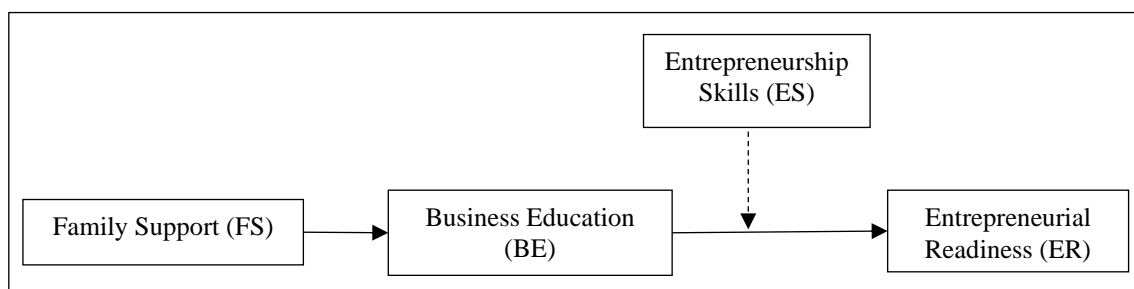 Entrepreneurship
Skills (ES)
Family Support (FS)
Business Education
(BE)
Entrepreneurial
Readiness (ER)